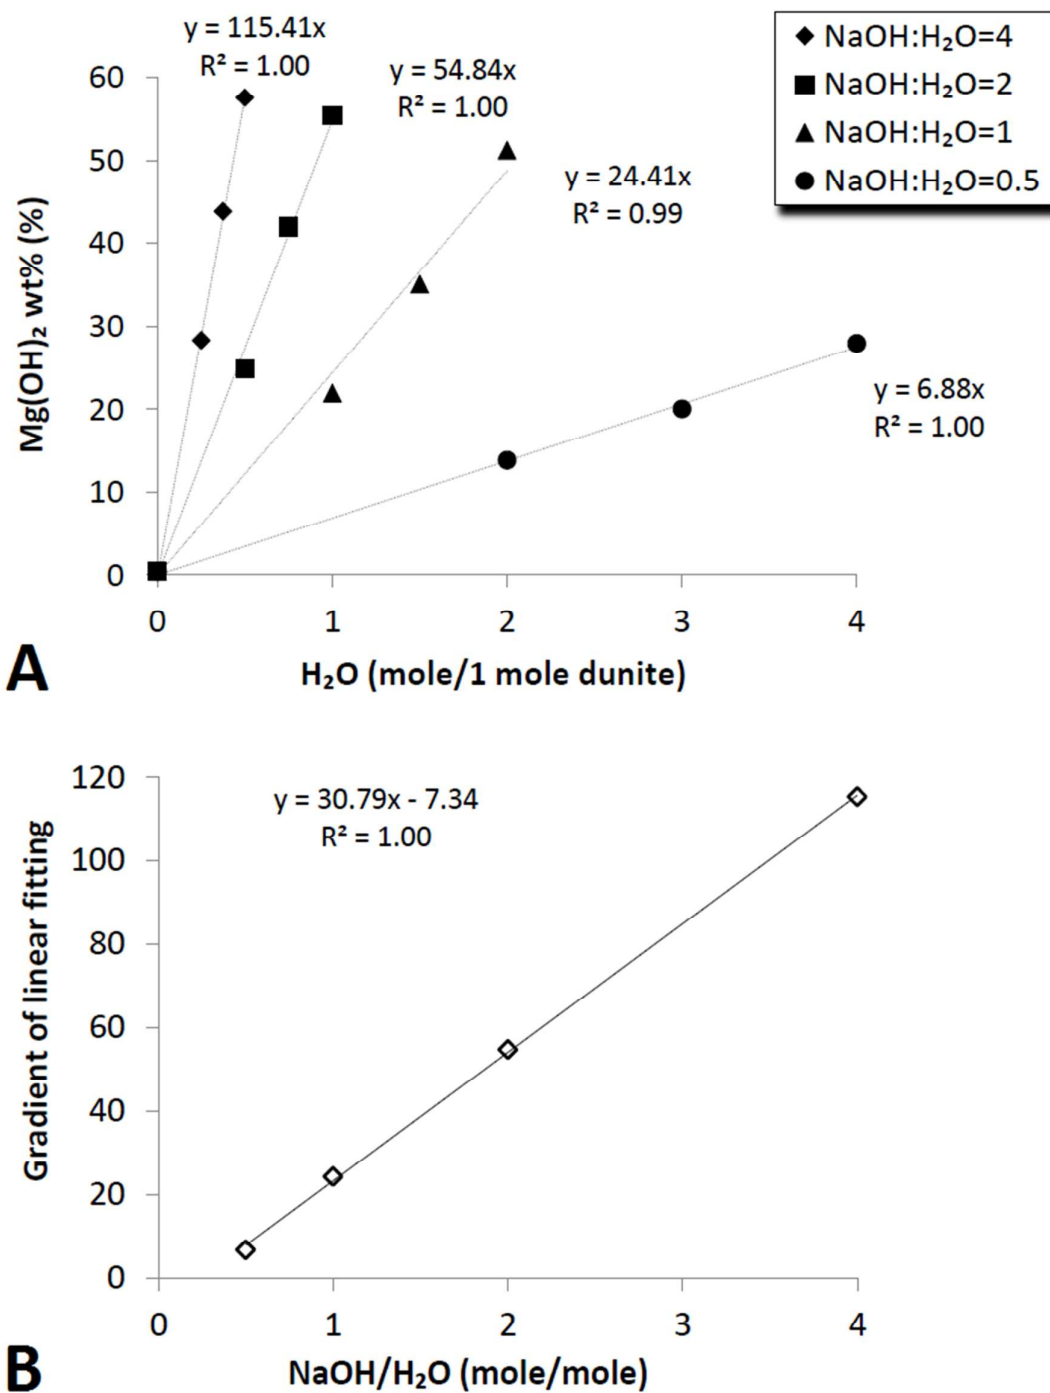 y = 115.41x
R² = 1.00
y = 54.84x
R² = 1.00
y = 24.41x
R² = 0.99
y = 6.88x
R² = 1.00
NaOH:H₂O=4
NaOH:H₂O=2
NaOH:H₂O=1
NaOH:H₂O=0.5
Mg(OH)₂ wt% (%)
60
50
40
30
20
10
0
0 1 2 3 4
H₂O (mole/1 mole dunite)
A
y = 30.79x - 7.34
R² = 1.00
Gradient of linear fitting
120
100
80
60
40
20
0
0 1 2 3 4
NaOH/H₂O (mole/mole)
B